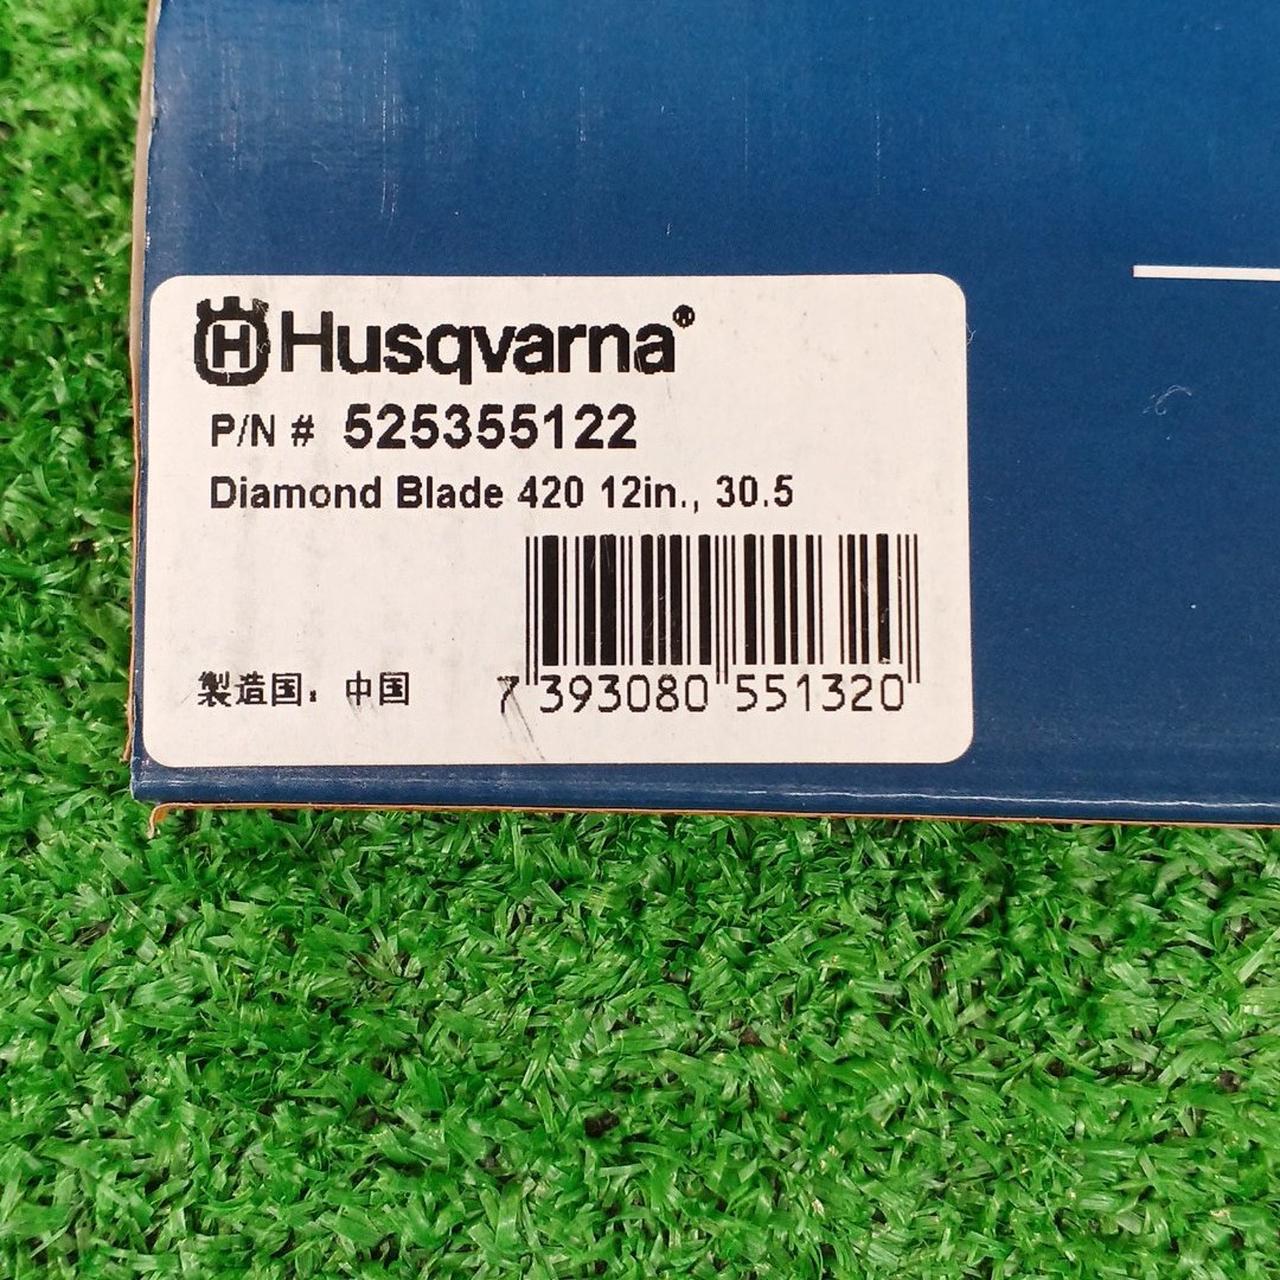 Husqvarna®
P/N # 525355122
Diamond Blade 420 12in., 30.5
製造国: 中国
7 393080 551320